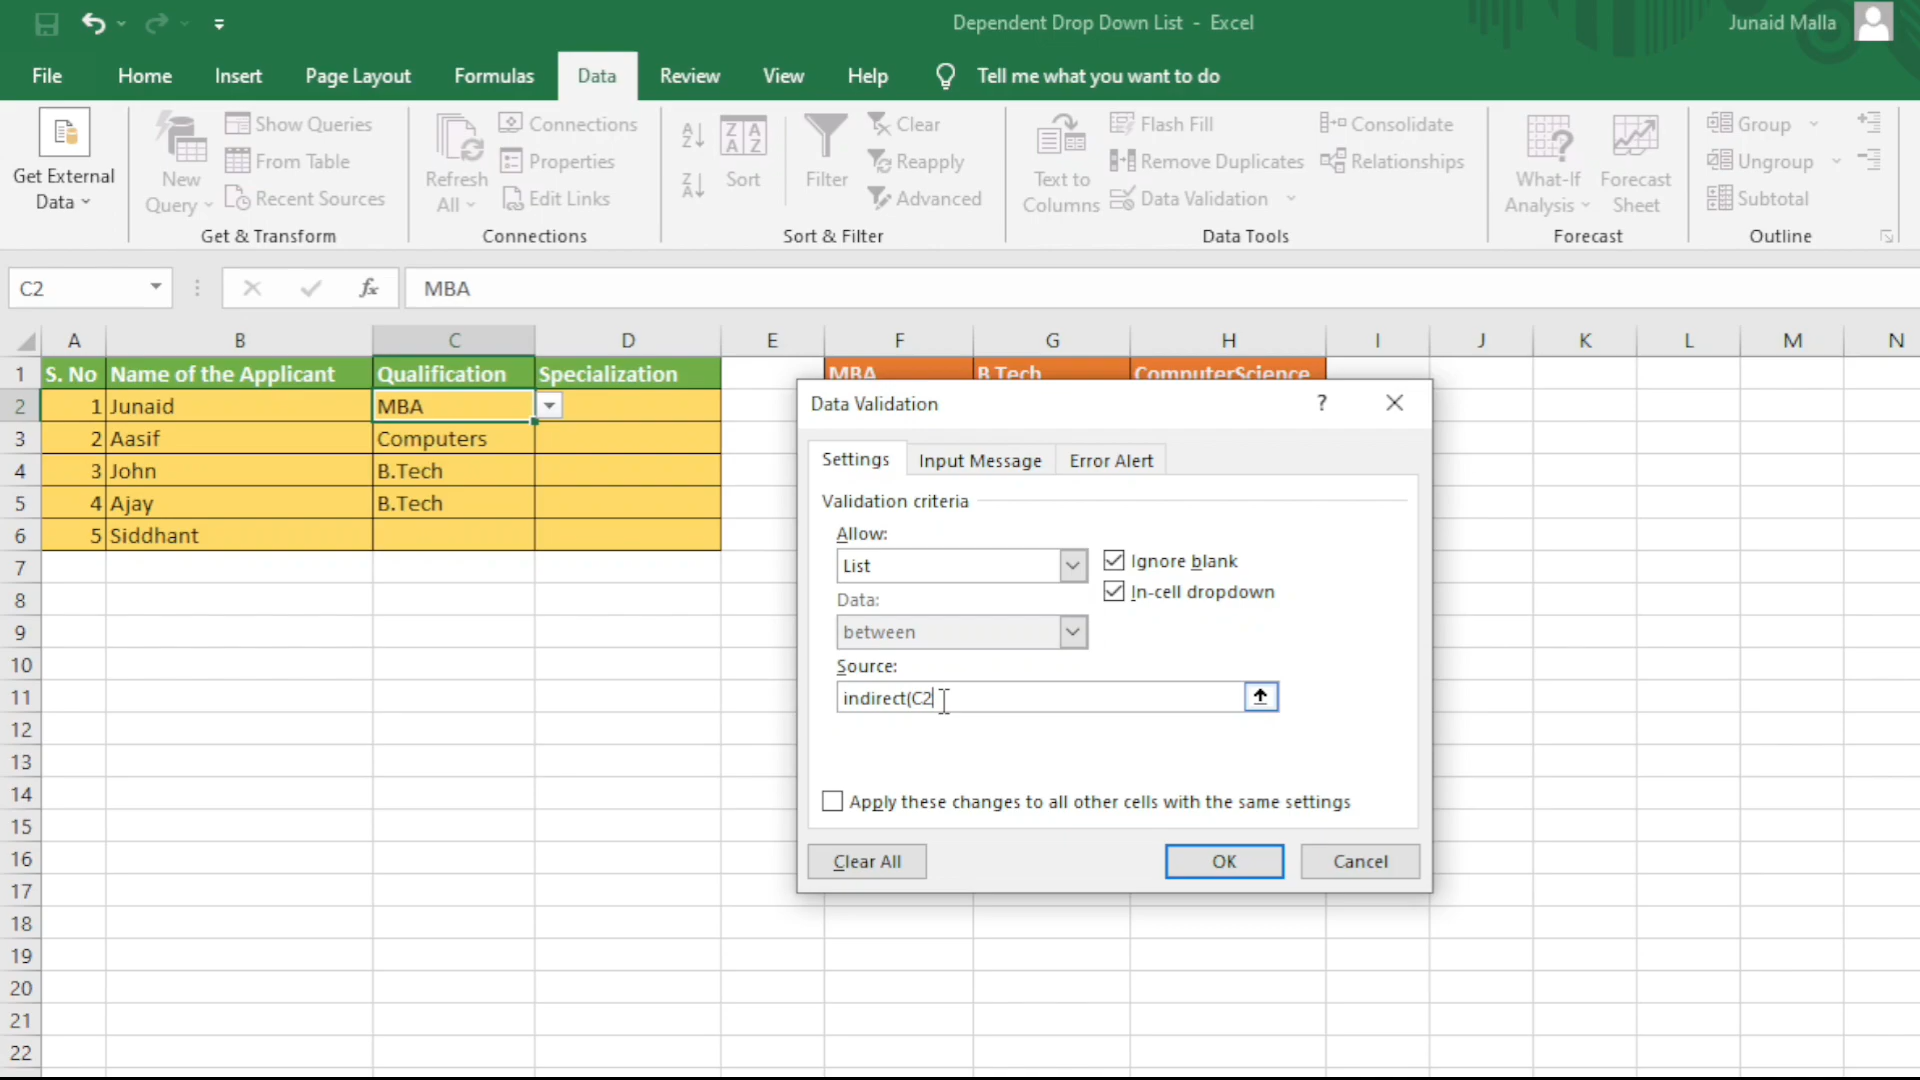 Dependent Drop Down List - Excel
Junaid Malla
File Home Insert Page Layout Formulas Data Review View Help Tell me what you want to do
Get External Data
New Query
Show Queries
From Table
Recent Sources
Get & Transform
Refresh All
Connections
Properties
Edit Links
Connections
Sort
Filter
Clear
Reapply
Advanced
Sort & Filter
Text to Columns
Flash Fill
Remove Duplicates
Data Validation
Consolidate
Relationships
Data Tools
What-If Analysis
Forecast Sheet
Forecast
Group
Ungroup
Subtotal
Outline
C2 fx MBA
A B C D E F G H I J K L M N
1 S. No Name of the Applicant Qualification Specialization MBA B.Tech ComputerScience
2 1 Junaid MBA
3 2 Aasif Computers
4 3 John B.Tech
5 4 Ajay B.Tech
6 5 Siddhant
7
8
9
10
11
12
13
14
15
16
17
18
19
20
21
22
Data Validation ?
Settings Input Message Error Alert
Validation criteria
Allow:
List
Ignore blank
In-cell dropdown
Data:
between
Source:
indirect(C2
Apply these changes to all other cells with the same settings
Clear All OK Cancel